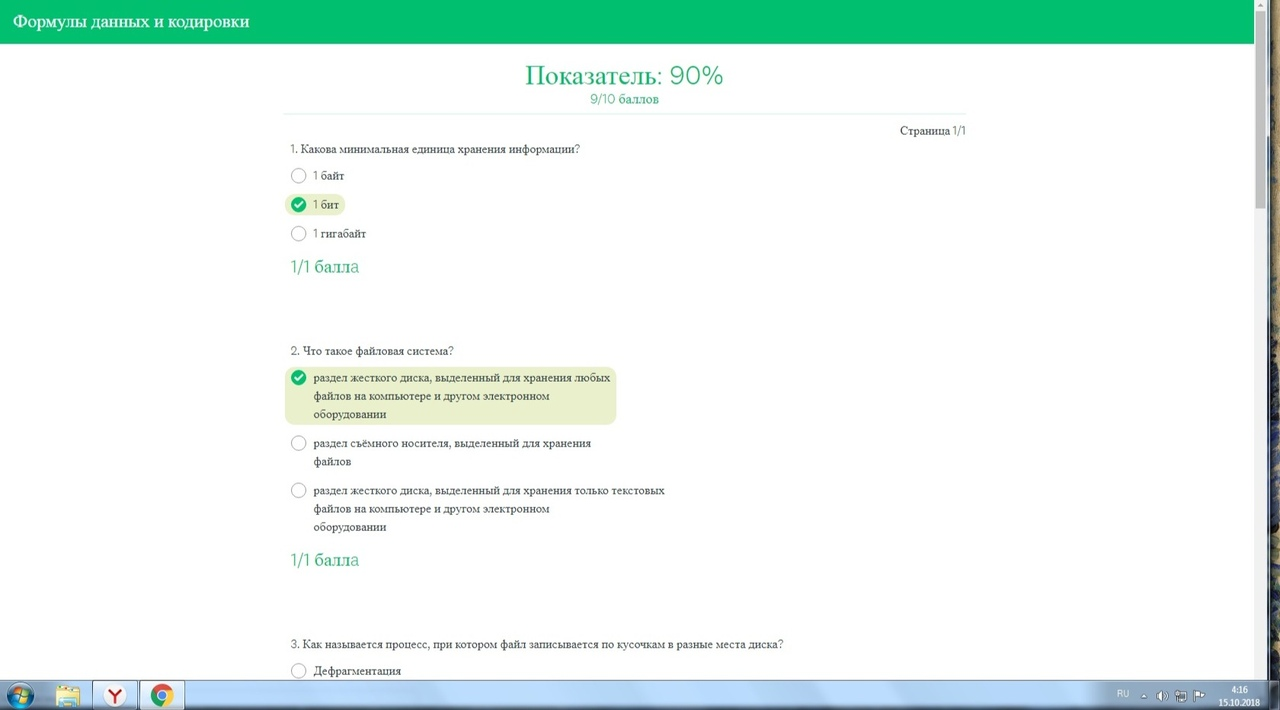 Формулы данных и кодировки
Показатель: 90%
9/10 баллов
Страница 1/1
1. Какова минимальная единица хранения информации?
1 байт
1 бит
1 гигабайт
1/1 балла
2. Что такое файловая система?
раздел жесткого диска, выделенный для хранения любых
файлов на компьютере и другом электронном
оборудовании
раздел съёмного носителя, выделенный для хранения
файлов
раздел жесткого диска, выделенный для хранения только текстовых
файлов на компьютере и другом электронном
оборудовании
1/1 балла
3. Как называется процесс, при котором файл записывается по кусочкам в разные места диска?
Дефрагментация
RU
4:16
15.10.2018